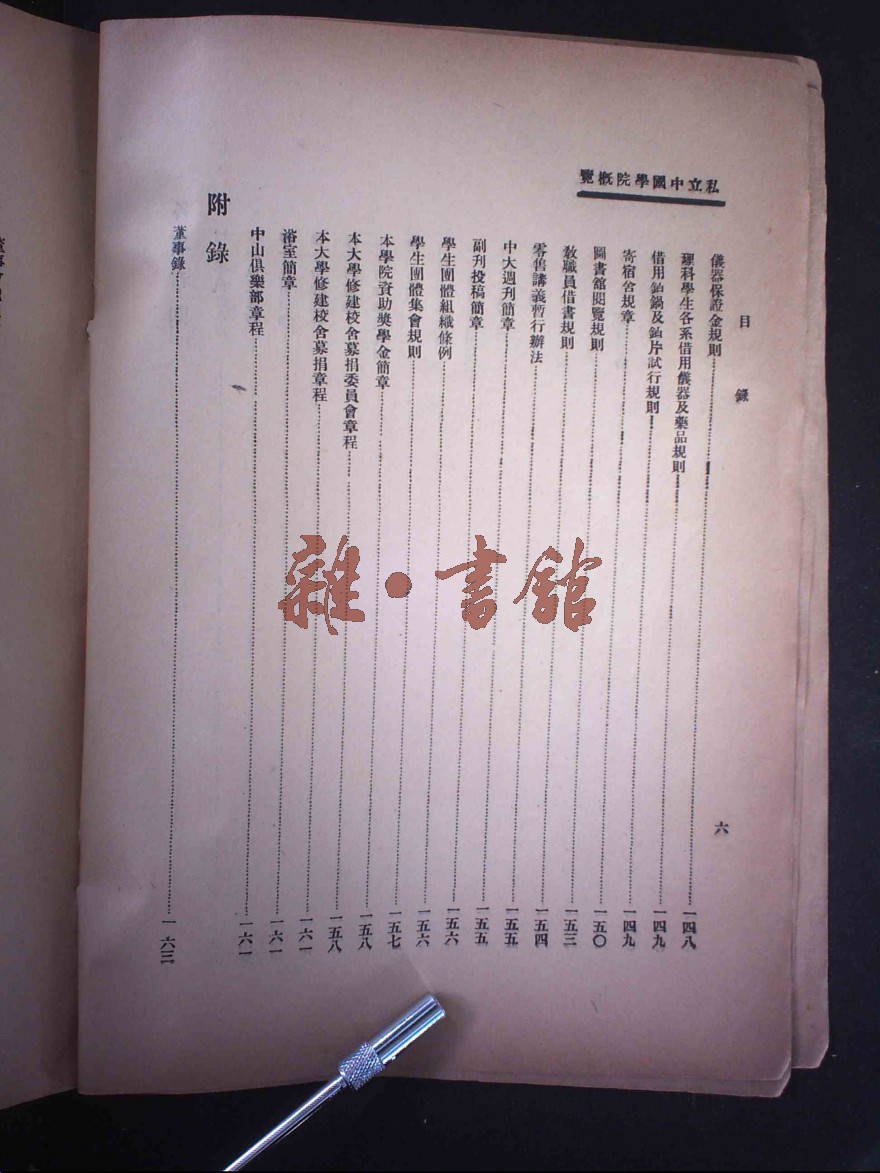 私立中國學院概覽
目錄
六
儀器保證金規則……一四八
理科學生各系借用儀器及藥品規則……一四九
借用鉑鍋及鉑片試行規則……一四九
寄宿舍規章……一五〇
圖書舘閱覽規則……一五三
教職員借書規則……一五四
零售講義暫行辦法……一五五
中大週刊簡章……一五五
副刊投稿簡章……一五六
學生團體組織條例……一五六
學生團體集會規則……一五七
本學院資助獎學金簡章……一五八
本大學修建校舍募捐委員會章程……一五八
本大學修建校舍募捐章程……一六一
浴室簡章……一六一
中山俱樂部章程……一六一
附錄
董事錄……一六三
雜·書館